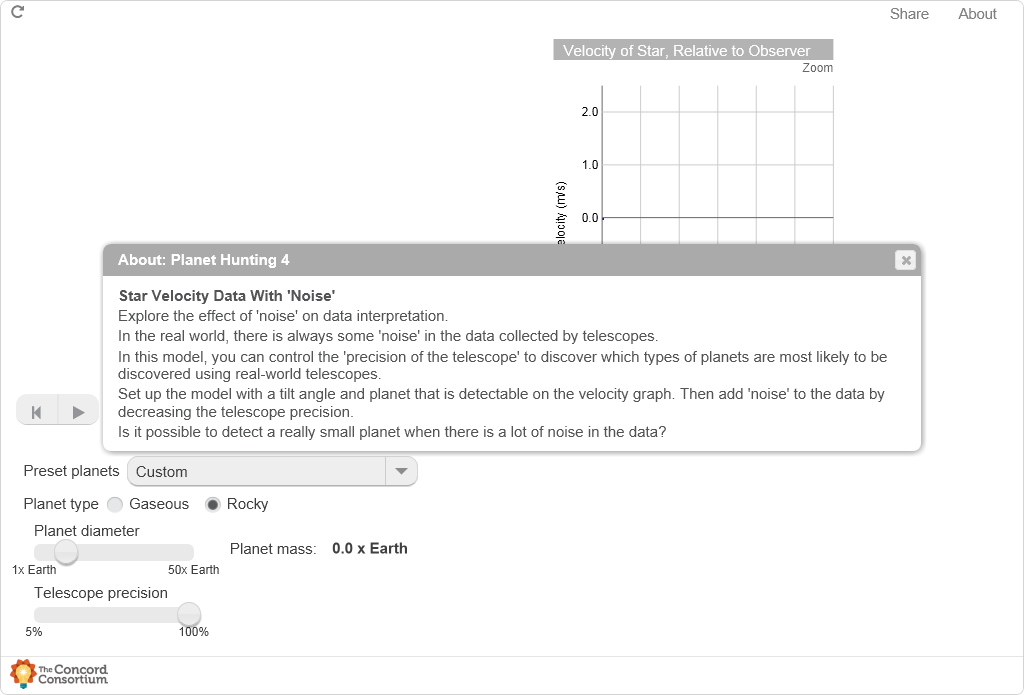 Share About
Velocity of Star, Relative to Observer
Zoom
2.0
1.0
0.0
elocity (m/s)
About: Planet Hunting 4
Star Velocity Data With 'Noise'
Explore the effect of 'noise' on data interpretation.
In the real world, there is always some 'noise' in the data collected by telescopes.
In this model, you can control the 'precision of the telescope' to discover which types of planets are most likely to be
discovered using real-world telescopes.
Set up the model with a tilt angle and planet that is detectable on the velocity graph. Then add 'noise' to the data by
decreasing the telescope precision.
Is it possible to detect a really small planet when there is a lot of noise in the data?
Preset planets Custom
Planet type Gaseous Rocky
Planet diameter
Planet mass: 0.0 x Earth
1x Earth 50x Earth
Telescope precision
5% 100%
The Concord
Consortium